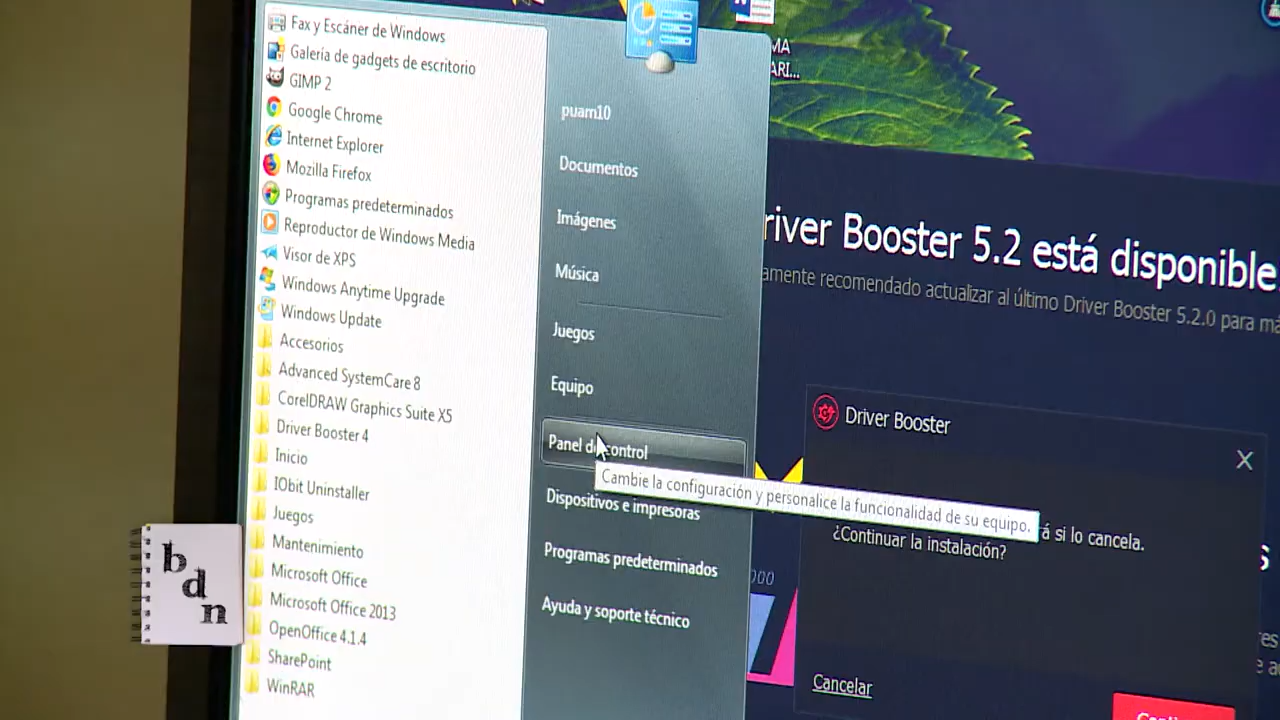 Fax y Escáner de Windows
Galería de gadgets de escritorio
GIMP 2
Google Chrome
Internet Explorer
Mozilla Firefox
Programas predeterminados
Reproductor de Windows Media
Visor de XPS
Windows Anytime Upgrade
Windows Update
Accesorios
Advanced SystemCare 8
CorelDRAW Graphics Suite X5
Driver Booster 4
Inicio
IObit Uninstaller
Juegos
Mantenimiento
Microsoft Office
Microsoft Office 2013
OpenOffice 4.1.4
SharePoint
WinRAR
puam10
Documentos
Imágenes
Música
Juegos
Equipo
Panel de control
Cambie la configuración y personalice la funcionalidad de su equipo.
Dispositivos e impresoras
Programas predeterminados
Ayuda y soporte técnico
MA
ARI...
river Booster 5.2 está disponible
amente recomendado actualizar al último Driver Booster 5.2.0 para má
Driver Booster
X
á si lo cancela.
¿Continuar la instalación?
Cancelar
bdn